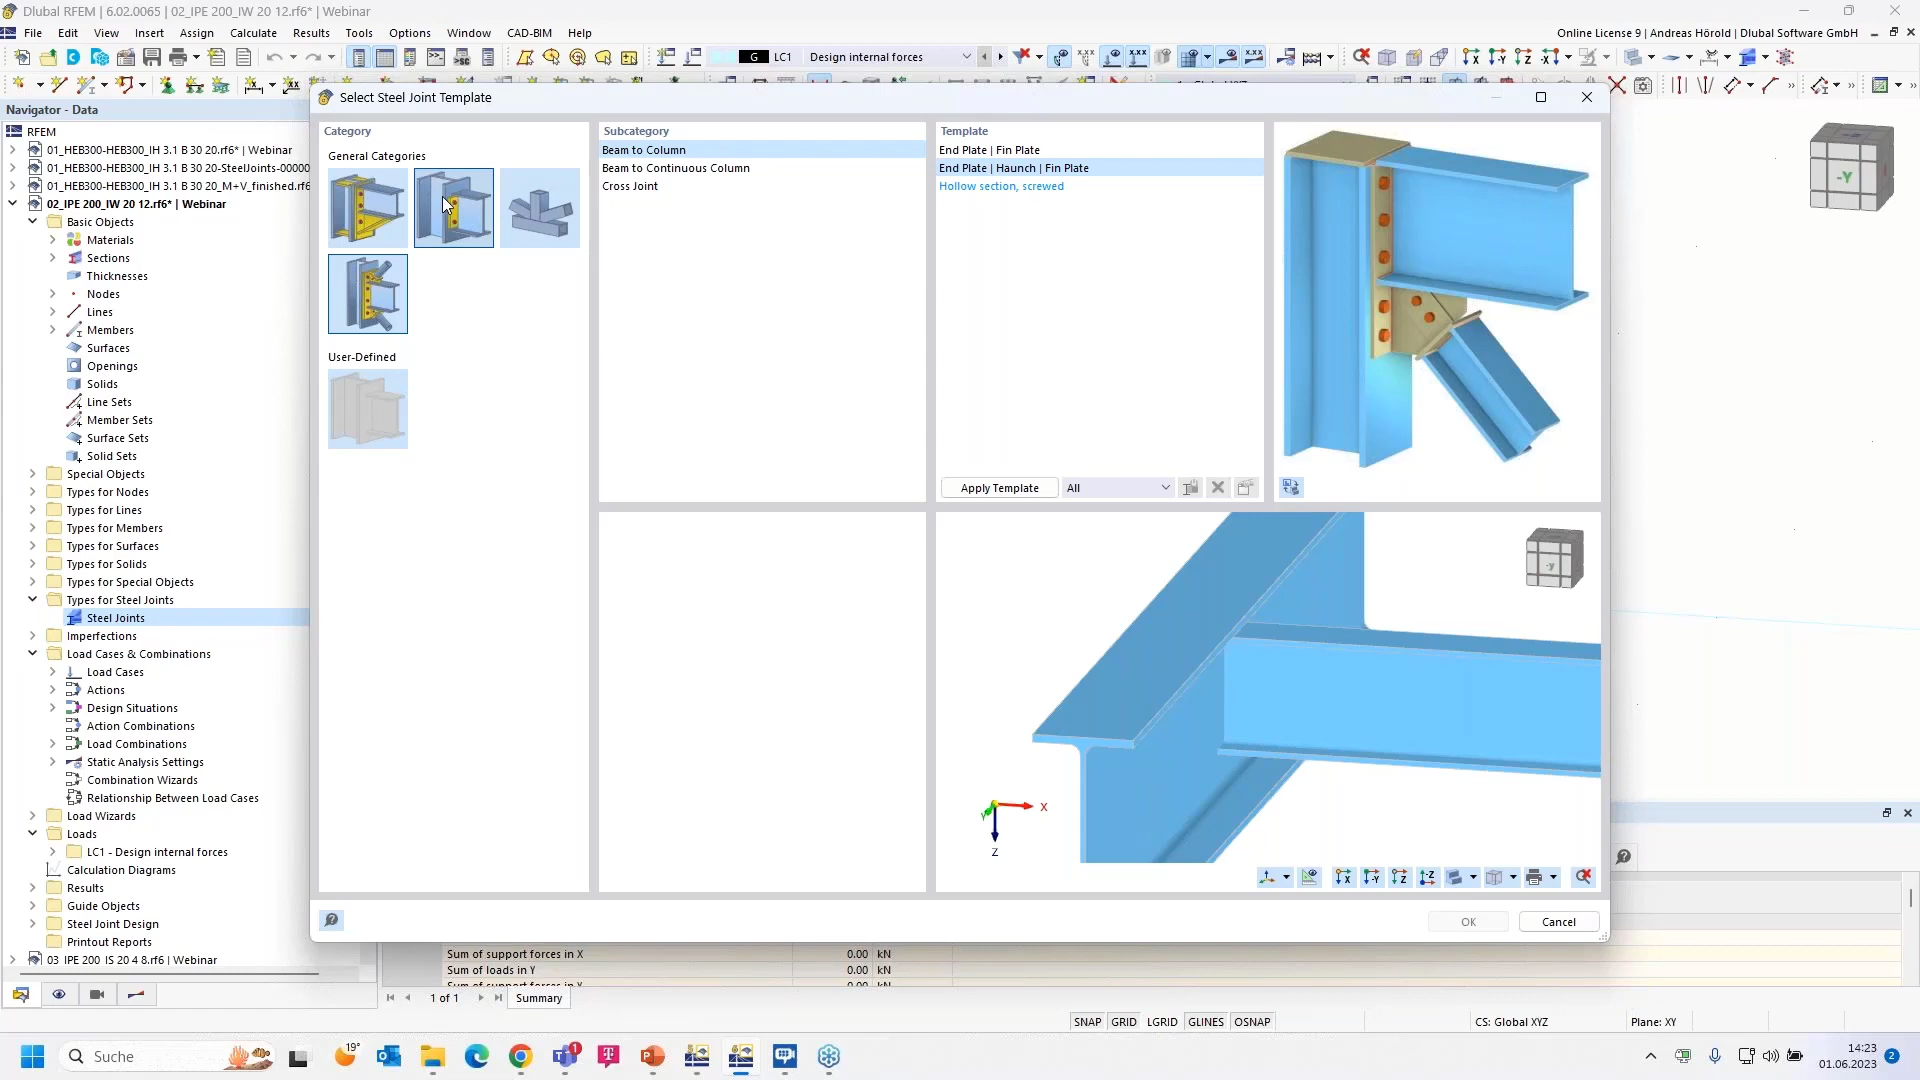 Dlubal RFEM | 6.02.0065 | 02_IPE 200_IW 20 12.rf6* | Webinar
File Edit View Insert Assign Calculate Results Tools Options Window CAD-BIM Help
Online License 9 | Andreas Hörold | Dlubal Software GmbH
G LC1 Design internal forces
Navigator - Data
RFEM
01_HEB300-HEB300_IH 3.1 B 30 20.rf6* | Webinar
01_HEB300-HEB300_IH 3.1 B 30 20-SteelJoints-00000
01_HEB300-HEB300_IH 3.1 B 30 20_M+V_finished.rf6
02_IPE 200_IW 20 12.rf6* | Webinar
Basic Objects
Materials
Sections
Thicknesses
Nodes
Lines
Members
Surfaces
Openings
Solids
Line Sets
Member Sets
Surface Sets
Solid Sets
Special Objects
Types for Nodes
Types for Lines
Types for Members
Types for Surfaces
Types for Solids
Types for Special Objects
Types for Steel Joints
Steel Joints
Imperfections
Load Cases & Combinations
Load Cases
Actions
Design Situations
Action Combinations
Load Combinations
Static Analysis Settings
Combination Wizards
Relationship Between Load Cases
Load Wizards
Loads
LC1 - Design internal forces
Calculation Diagrams
Results
Guide Objects
Steel Joint Design
Printout Reports
03_IPE 200_IS 20 4 8.rf6 | Webinar
Select Steel Joint Template
Category
General Categories
User-Defined
Subcategory
Beam to Column
Beam to Continuous Column
Cross Joint
Template
End Plate | Fin Plate
End Plate | Haunch | Fin Plate
Hollow section, screwed
Apply Template All
-Y
-y
X
Y
Z
OK Cancel
Sum of support forces in X 0.00 kN
Sum of loads in Y 0.00 kN
Sum of support forces in Y 0.00 kN
1 of 1 Summary
SNAP GRID LGRID GLINES OSNAP
CS: Global XYZ Plane: XY
Suche
19°
1
14:23
01.06.2023
2